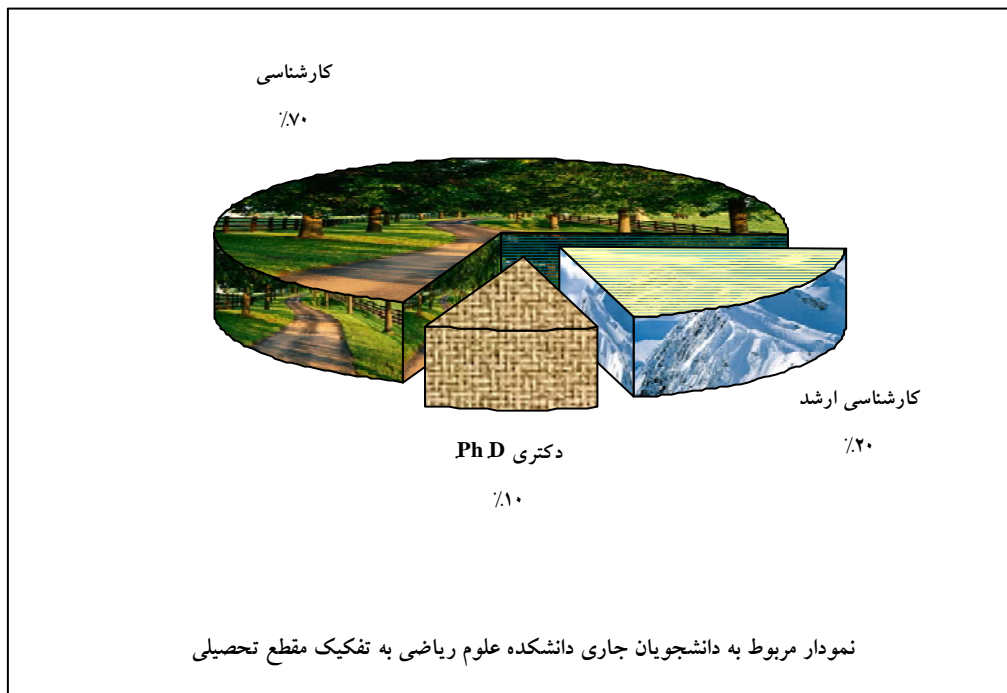 کارشناسی
٪۷۰
کارشناسی ارشد
٪۲۰
دکتری Ph.D.
٪۱۰
نمودار مربوط به دانشجویان جاری دانشکده علوم ریاضی به تفکیک مقطع تحصیلی